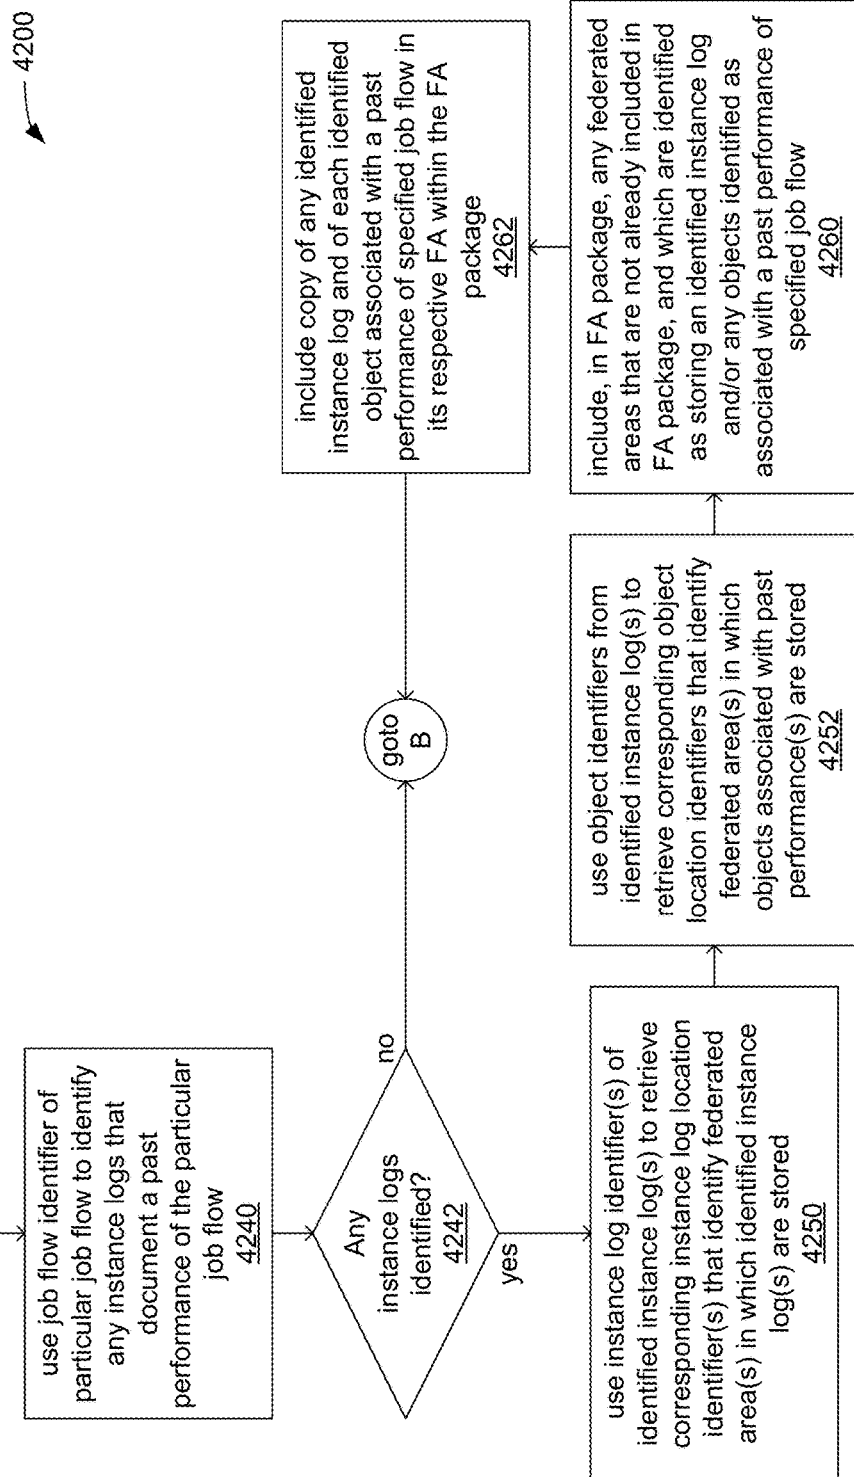 4200
use job flow identifier of
particular job flow to identify
any instance logs that
document a past
performance of the particular
job flow
4240
Any
instance logs
identified?
4242
no
yes
goto
B
use instance log identifier(s) of
identified instance log(s) to retrieve
corresponding instance log location
identifier(s) that identify federated
area(s) in which identified instance
log(s) are stored
4250
use object identifiers from
identified instance log(s) to
retrieve corresponding object
location identifiers that identify
federated area(s) in which
objects associated with past
performance(s) are stored
4252
include, in FA package, any federated
areas that are not already included in
FA package, and which are identified
as storing an identified instance log
and/or any objects identified as
associated with a past performance of
specified job flow
4260
include copy of any identified
instance log and of each identified
object associated with a past
performance of specified job flow in
its respective FA within the FA
package
4262